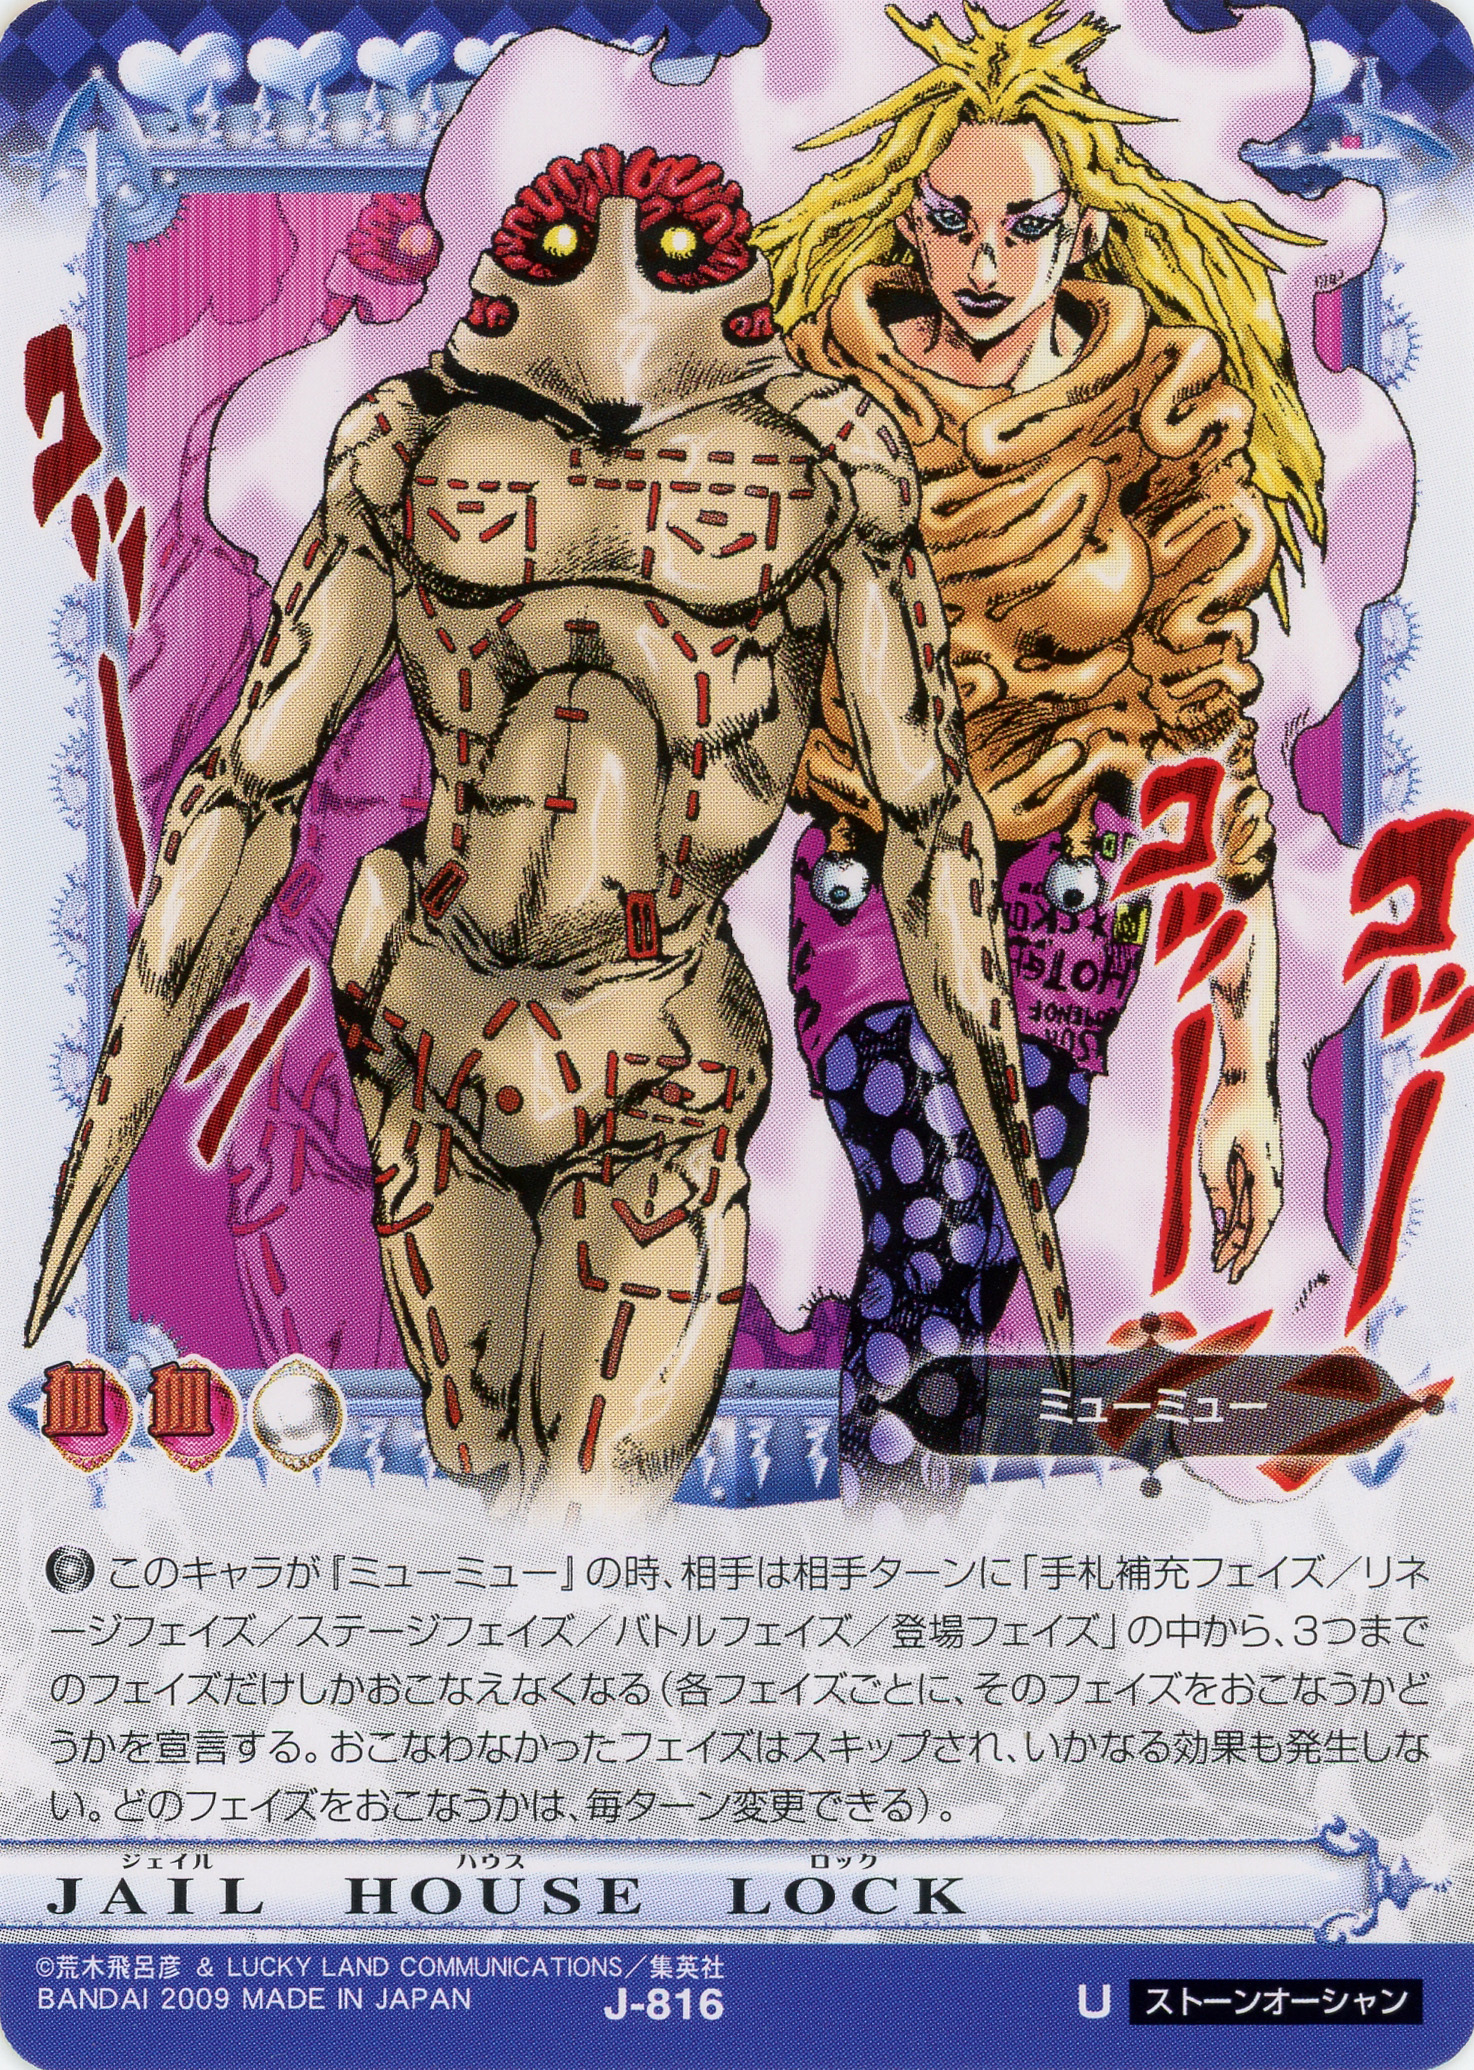 ゴッ
ゴッ
ゴッ
血 血
ミューミュー
このキャラが『ミューミュー』の時、相手は相手ターンに「手札補充フェイズ／リネ
ージフェイズ／ステージフェイズ／バトルフェイズ／登場フェイズ」の中から、3つまで
のフェイズだけしかおこなえなくなる（各フェイズごとに、そのフェイズをおこなうかど
うかを宣言する。おこなわなかったフェイズはスキップされ、いかなる効果も発生しな
い。どのフェイズをおこなうかは、毎ターン変更できる）。
ジェイル ハウス ロック
JAIL HOUSE LOCK
©荒木飛呂彦 & LUCKY LAND COMMUNICATIONS／集英社
BANDAI 2009 MADE IN JAPAN
J-816
U ストーンオーシャン